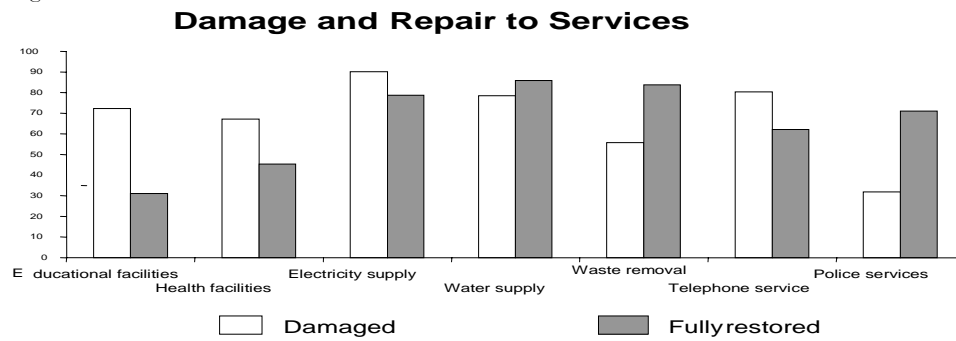 Damage and Repair to Services
100
90
80
70
60
50
40
30
20
10
0
E ducational facilities
Health facilities
Electricity supply
Water supply
Waste removal
Telephone service
Police services
Damaged
Fullyrestored